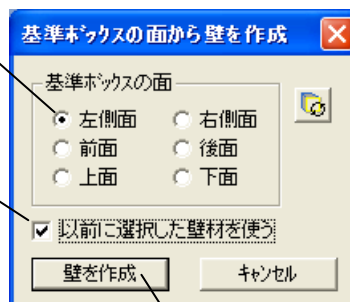 基準ﾎﾞｯｸｽの面から壁を作成
基準ﾎﾞｯｸｽの面
左側面 右側面
前面 後面
上面 下面
以前に選択した壁材を使う
壁を作成 ｷｬﾝｾﾙ